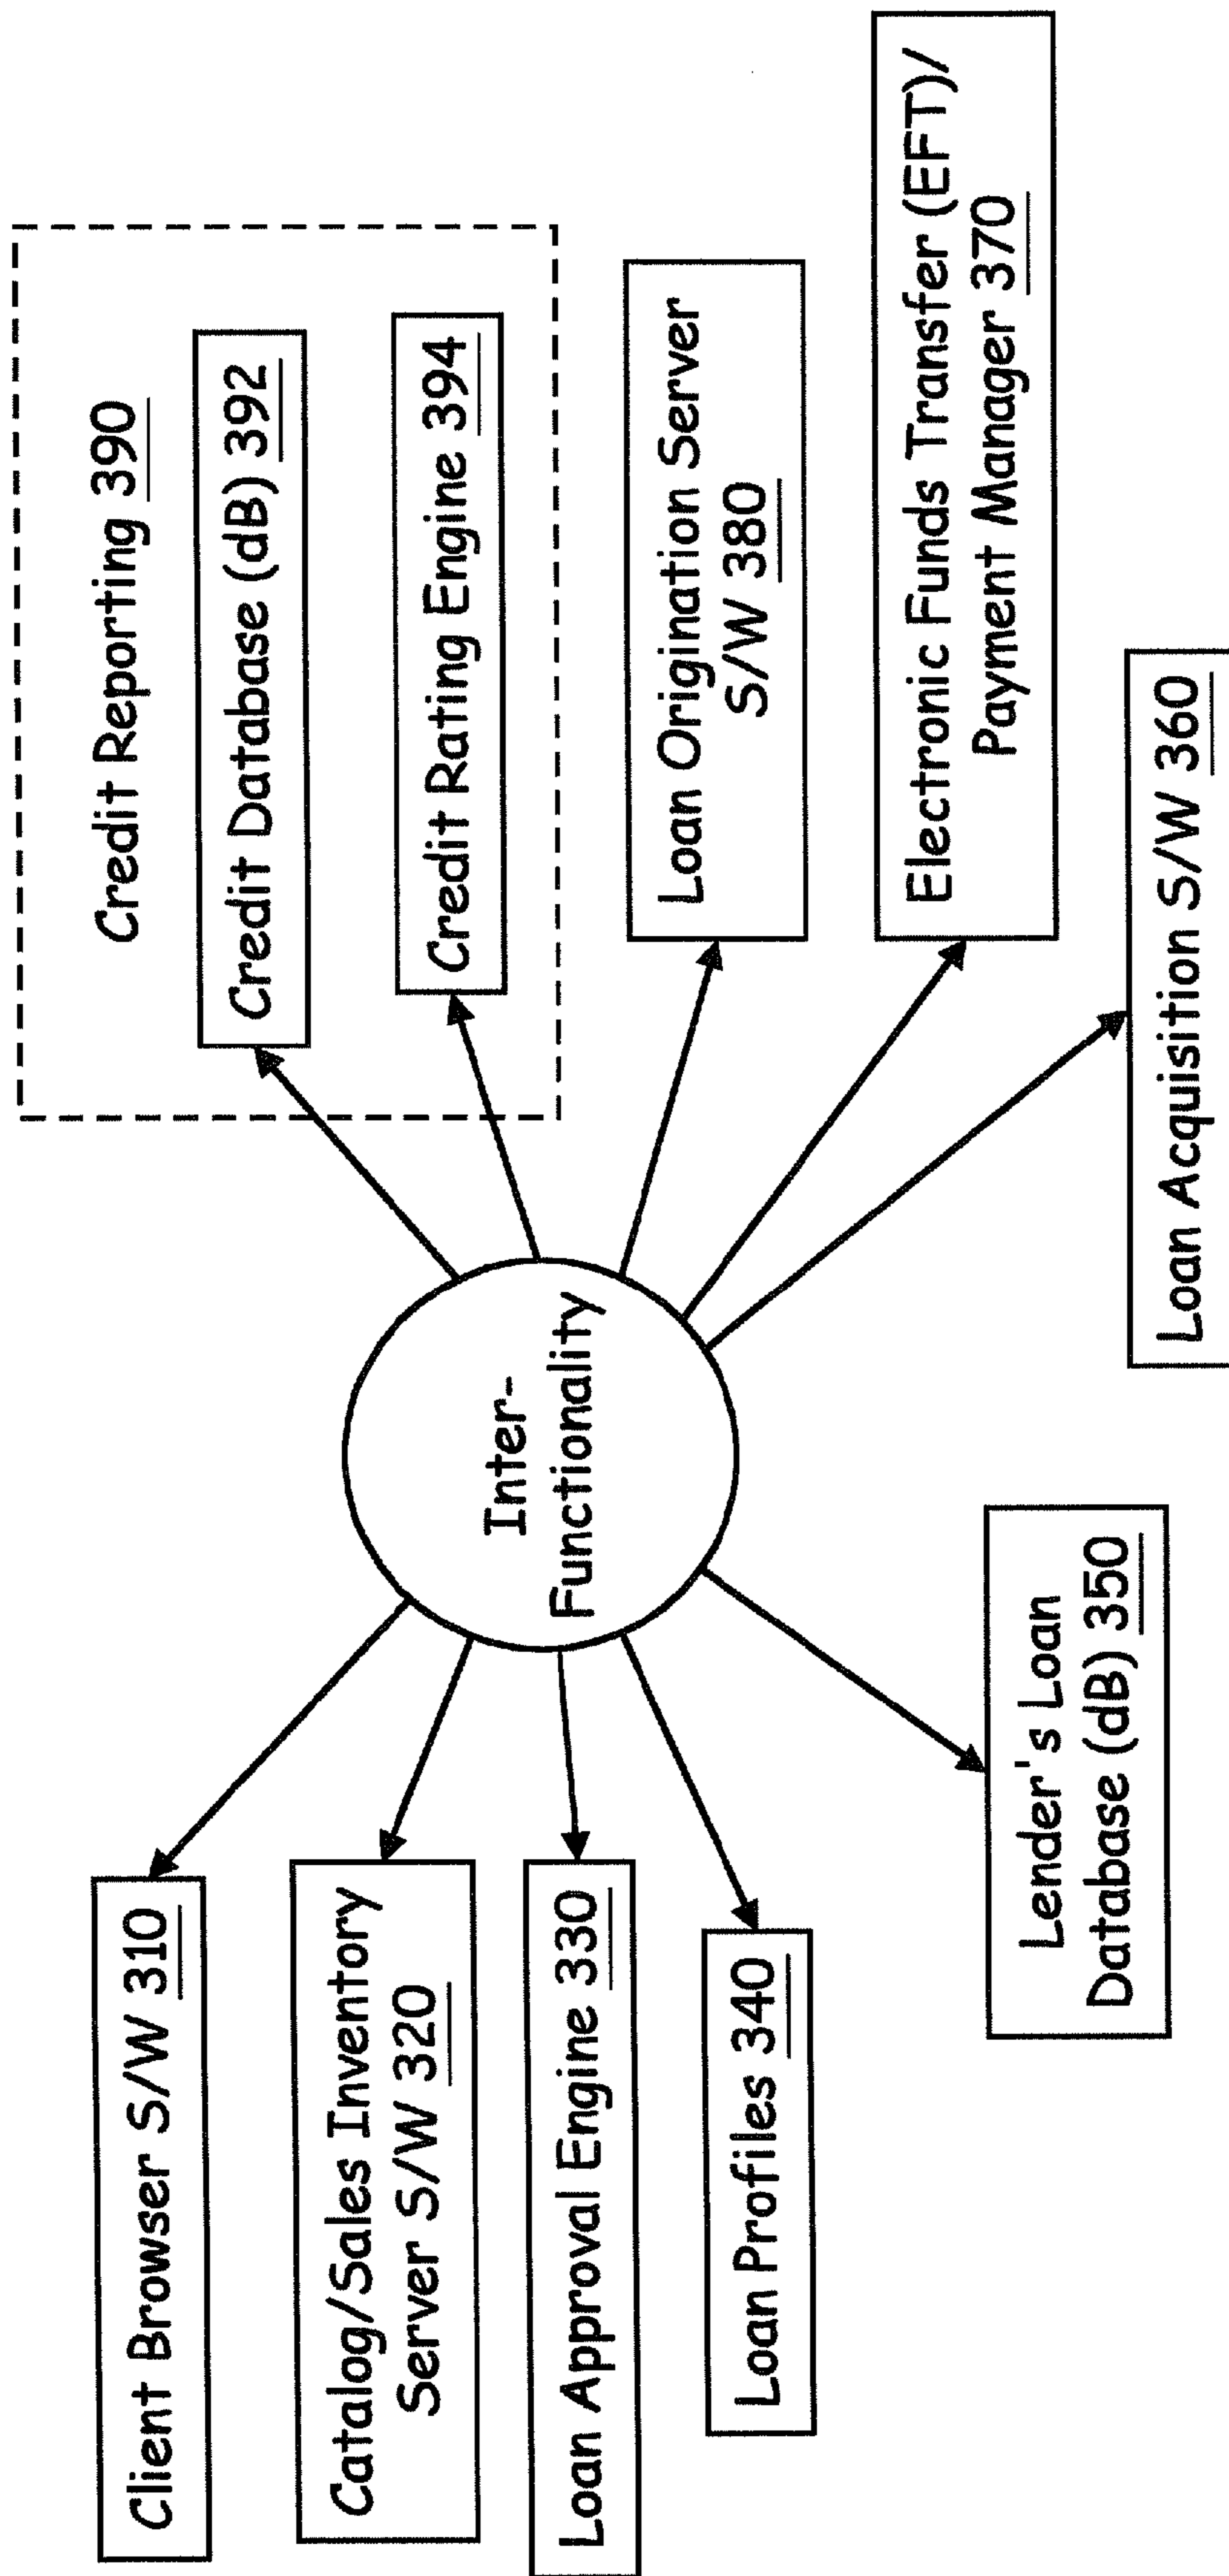 Client Browser S/W 310
Catalog/Sales Inventory
Server S/W 320
Loan Approval Engine 330
Loan Profiles 340
Lender's Loan
Database (dB) 350
Inter-
Functionality
Credit Reporting 390
Credit Database (dB) 392
Credit Rating Engine 394
Loan Origination Server
S/W 380
Electronic Funds Transfer (EFT)/
Payment Manager 370
Loan Acquisition S/W 360